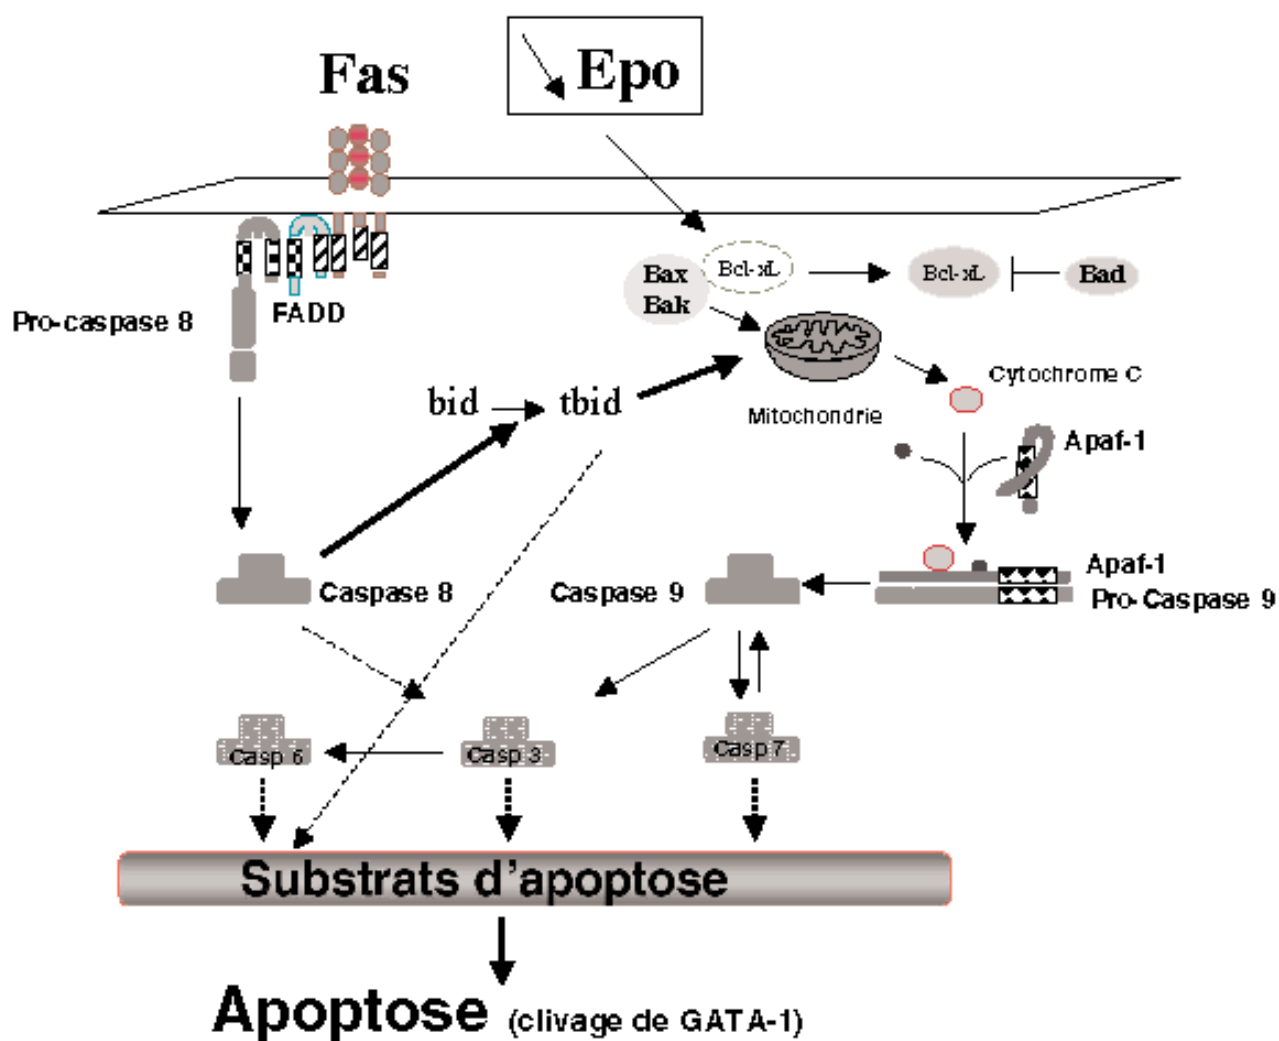 Fas
Epo
Bax
Bak
Bcl-xL
Bcl-xL
Bad
Pro-caspase 8
FADD
Cytochrome C
bid
tbid
Mitochondrie
Apaf-1
Caspase 8
Caspase 9
Apaf-1
Pro-Caspase 9
Casp 6
Casp 3
Casp 7
Substrats d'apoptose
Apoptose (clivage de GATA-1)